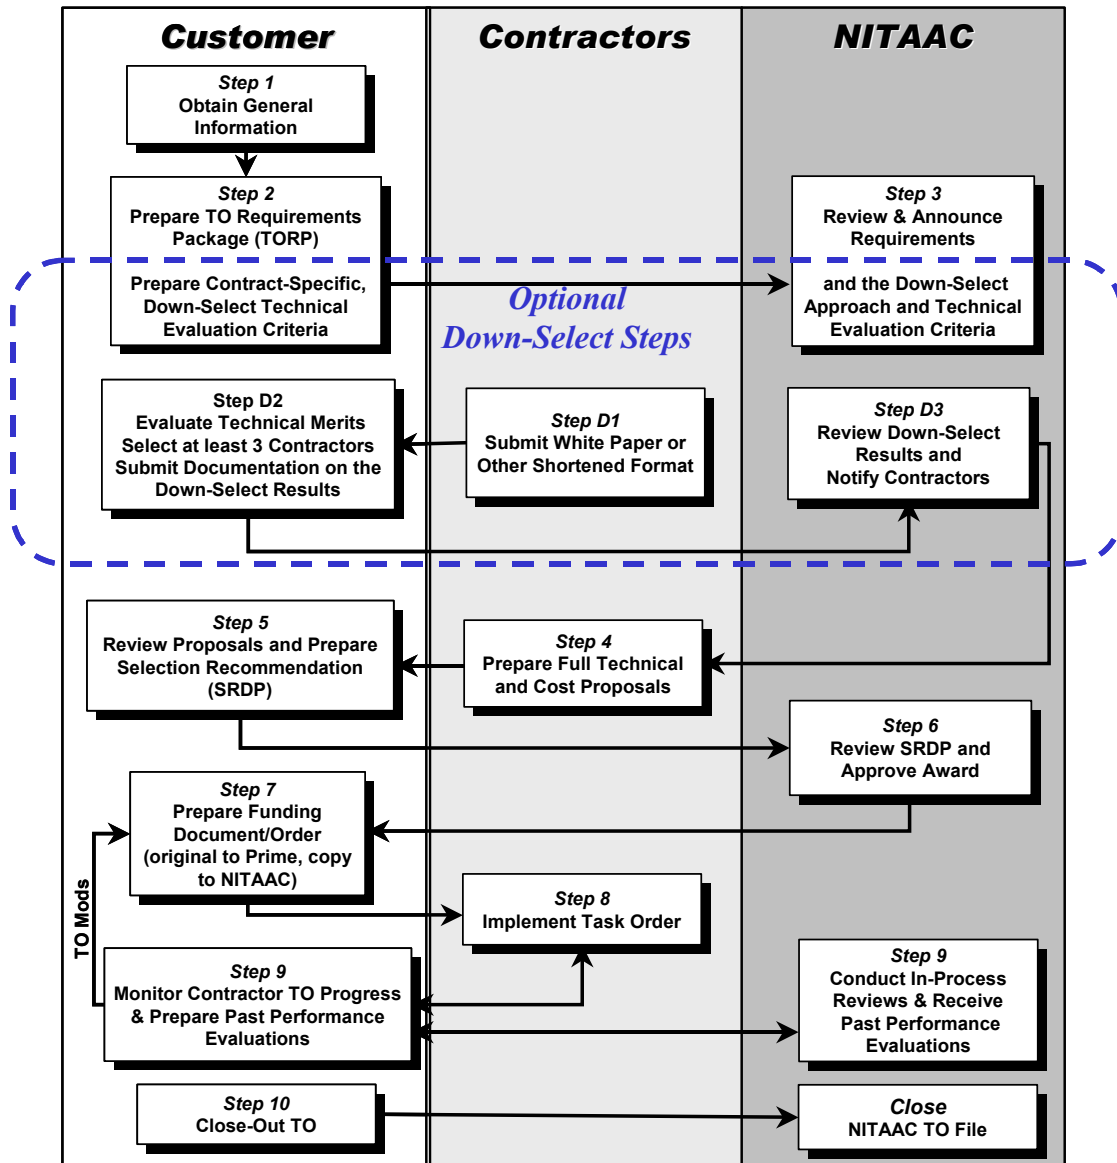 Customer
Contractors
NITAAC
Step 1
Obtain General
Information
Step 2
Prepare TO Requirements
Package (TORP)
Prepare Contract-Specific,
Down-Select Technical
Evaluation Criteria
Step 3
Review & Announce
Requirements
and the Down-Select
Approach and Technical
Evaluation Criteria
Optional
Down-Select Steps
Step D2
Evaluate Technical Merits
Select at least 3 Contractors
Submit Documentation on the
Down-Select Results
Step D1
Submit White Paper or
Other Shortened Format
Step D3
Review Down-Select
Results and
Notify Contractors
Step 5
Review Proposals and Prepare
Selection Recommendation
(SRDP)
Step 4
Prepare Full Technical
and Cost Proposals
Step 6
Review SRDP and
Approve Award
Step 7
Prepare Funding
Document/Order
(original to Prime, copy
to NITAAC)
Step 8
Implement Task Order
TO Mods
Step 9
Monitor Contractor TO Progress
& Prepare Past Performance
Evaluations
Step 9
Conduct In-Process
Reviews & Receive
Past Performance
Evaluations
Step 10
Close-Out TO
Close
NITAAC TO File